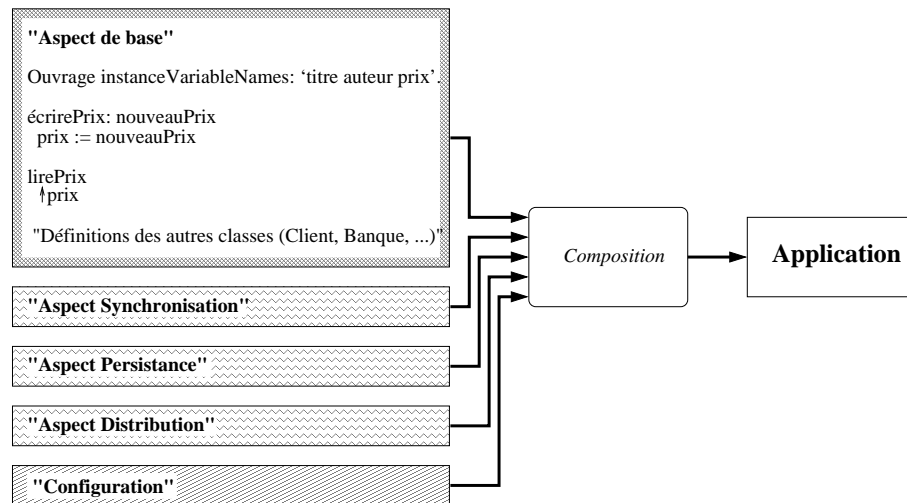 "Aspect de base"
Ouvrage instanceVariableNames: ‘titre auteur prix’.
écrirePrix: nouveauPrix
prix := nouveauPrix
lirePrix
↑prix
"Définitions des autres classes (Client, Banque, ...)"
"Aspect Synchronisation"
"Aspect Persistance"
"Aspect Distribution"
"Configuration"
Composition
Application